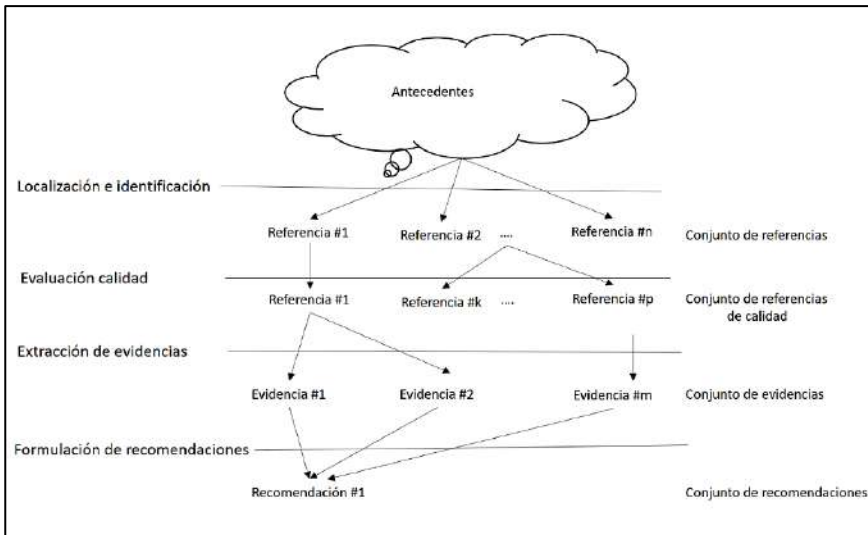 Antecedentes
Localización e identificación
Referencia #1
Referencia #2
....
Referencia #n
Conjunto de referencias
Evaluación calidad
Referencia #1
Referencia #k
....
Referencia #p
Conjunto de referencias
de calidad
Extracción de evidencias
Evidencia #1
Evidencia #2
Evidencia #m
Conjunto de evidencias
Formulación de recomendaciones
Recomendación #1
Conjunto de recomendaciones